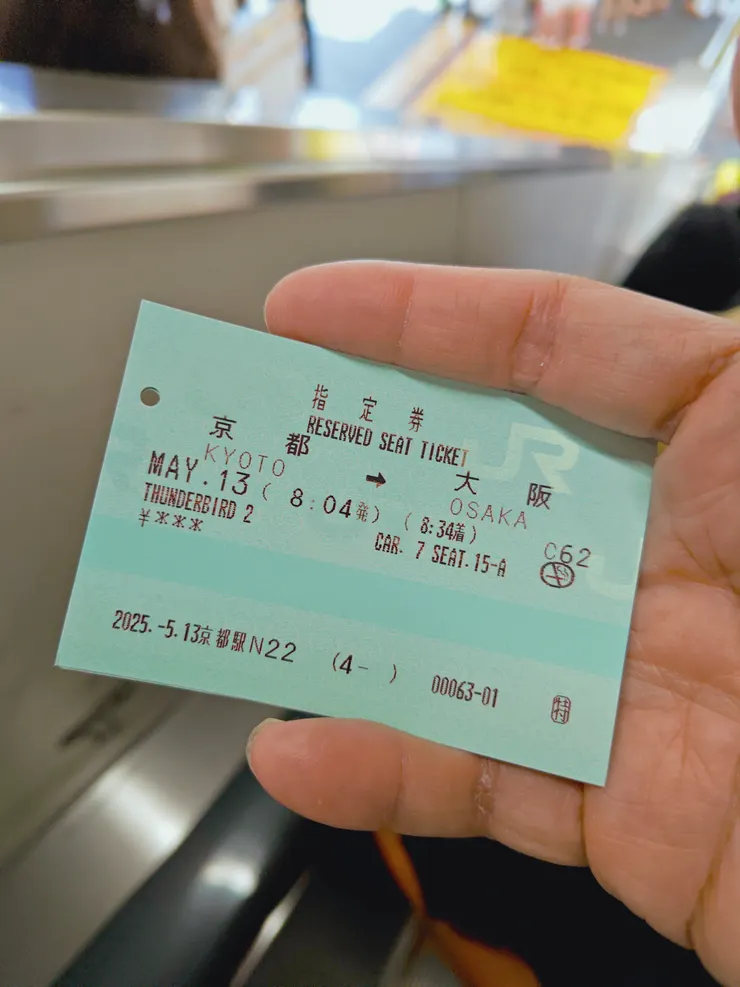 指定券
RESERVED SEAT TICKET
京都 → 大阪
KYOTO OSAKA
MAY.13 ( 8:04発) (8:34着) C62
THUNDERBIRD 2 CAR. 7 SEAT.15-A
¥***
2025.-5.13京都駅N22 (4- ) 00063-01 特
JR